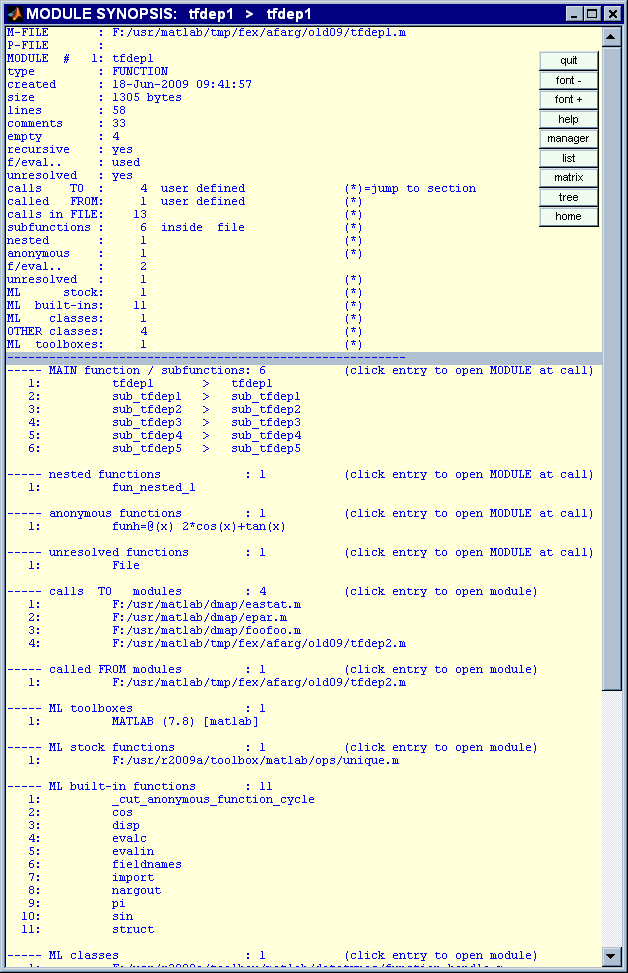 MODULE SYNOPSIS: tfdep1 > tfdep1
M-FILE : F:/usr/matlab/tmp/fex/afarg/old09/tfdep1.m
P-FILE :
MODULE # 1: tfdep1
type : FUNCTION
created : 18-Jun-2009 09:41:57
size : 1305 bytes
lines : 58
comments : 33
empty : 4
recursive : yes
f/eval.. : used
unresolved : yes
calls TO : 4 user defined (*)=jump to section
called FROM: 1 user defined (*)
calls in FILE: 13 (*)
subfunctions : 6 inside file (*)
nested : 1 (*)
anonymous : 1 (*)
f/eval.. : 2
unresolved : 1 (*)
ML stock: 1 (*)
ML built-ins: 11 (*)
ML classes: 1 (*)
OTHER classes: 4 (*)
ML toolboxes: 1 (*)
quit
font -
font +
help
manager
list
matrix
tree
home
---------------------------------------------------------
----- MAIN function / subfunctions: 6 (click entry to open MODULE at call)
1: tfdep1 > tfdep1
2: sub_tfdep1 > sub_tfdep1
3: sub_tfdep2 > sub_tfdep2
4: sub_tfdep3 > sub_tfdep3
5: sub_tfdep4 > sub_tfdep4
6: sub_tfdep5 > sub_tfdep5
----- nested functions : 1 (click entry to open MODULE at call)
1: fun_nested_1
----- anonymous functions : 1 (click entry to open MODULE at call)
1: funh=@(x) 2*cos(x)+tan(x)
----- unresolved functions : 1 (click entry to open MODULE at call)
1: File
----- calls TO modules : 4 (click entry to open module)
1: F:/usr/matlab/dmap/eastat.m
2: F:/usr/matlab/dmap/epar.m
3: F:/usr/matlab/dmap/foofoo.m
4: F:/usr/matlab/tmp/fex/afarg/old09/tfdep2.m
----- called FROM modules : 1 (click entry to open module)
1: F:/usr/matlab/tmp/fex/afarg/old09/tfdep2.m
----- ML toolboxes : 1
1: MATLAB (7.8) [matlab]
----- ML stock functions : 1 (click entry to open module)
1: F:/usr/r2009a/toolbox/matlab/ops/unique.m
----- ML built-in functions : 11
1: _cut_anonymous_function_cycle
2: cos
3: disp
4: evalc
5: evalin
6: fieldnames
7: import
8: nargout
9: pi
10: sin
11: struct
----- ML classes : 1 (click entry to open module)